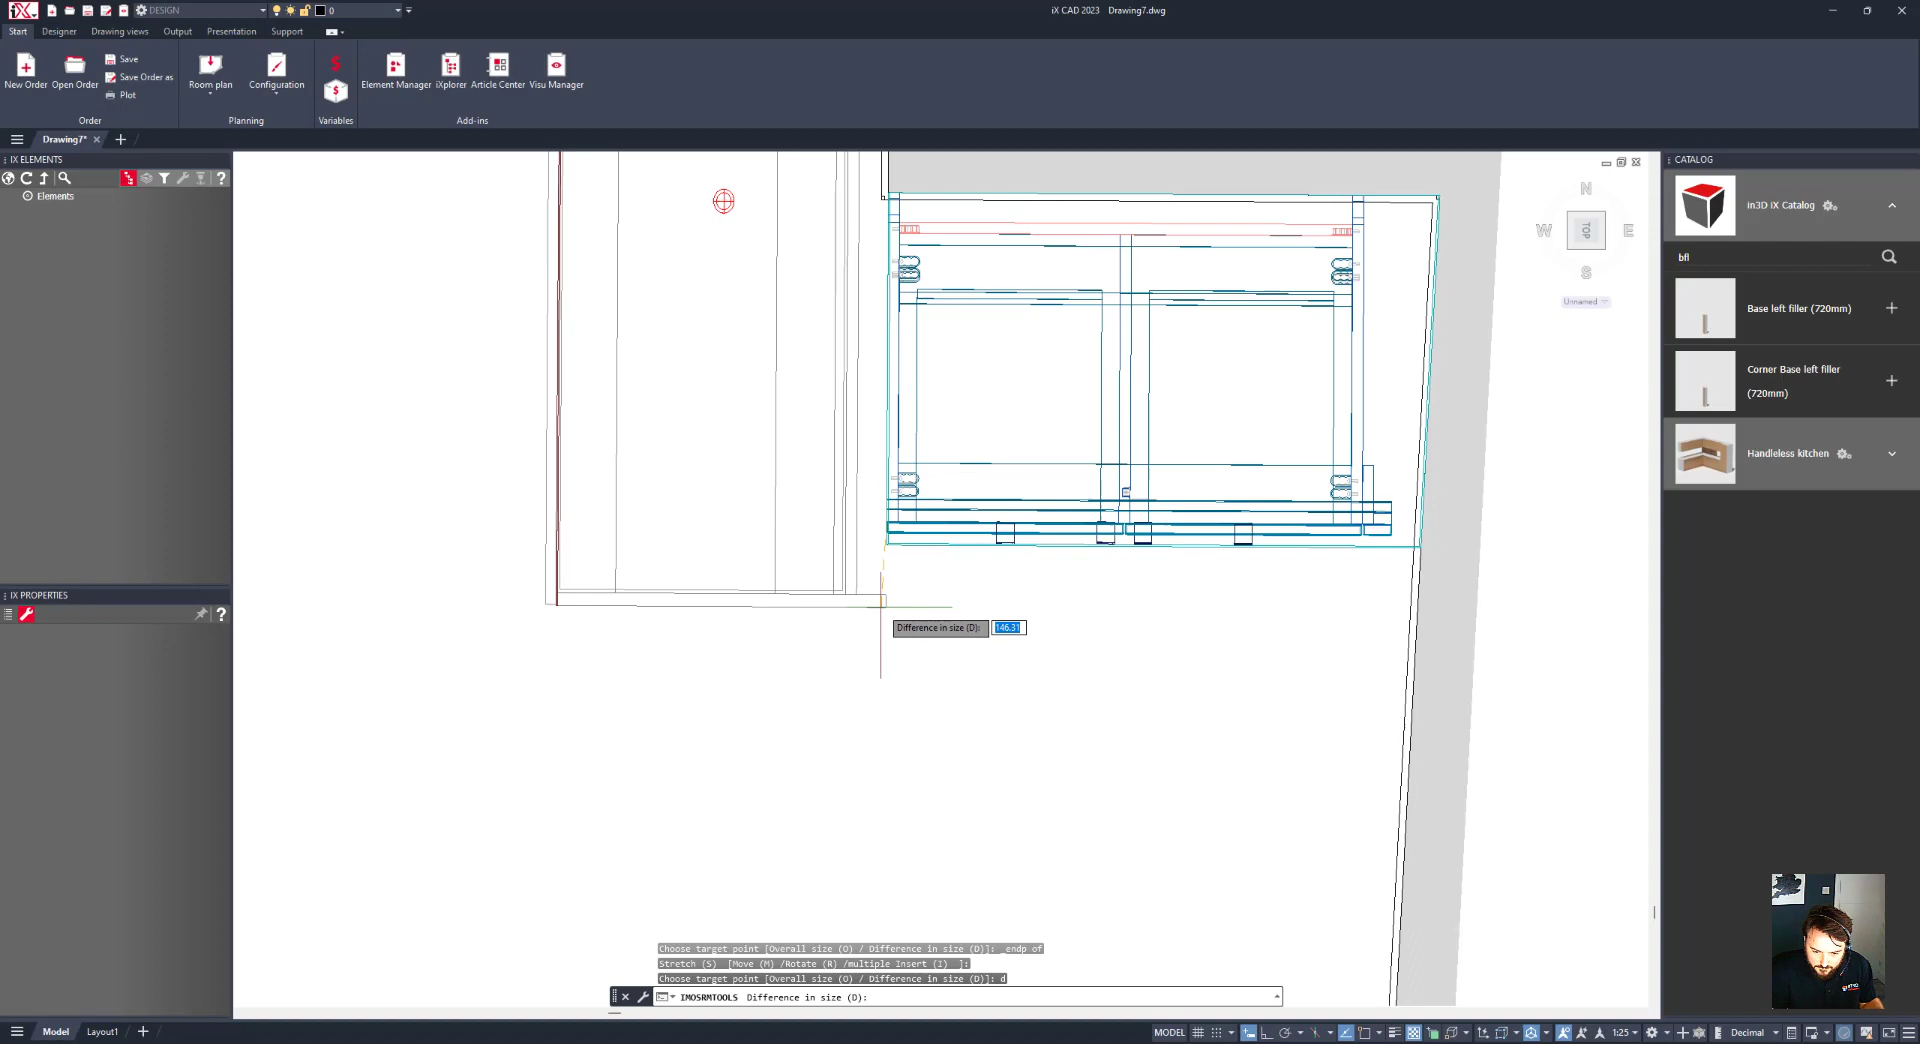 iX
DESIGN
0
iX CAD 2023 Drawing7.dwg
Start Designer Drawing views Output Presentation Support
New Order
Open Order
Save
Save Order as
Plot
Room plan
Configuration
$
$
Element Manager
iXplorer
Article Center
Visu Manager
Order Planning Variables Add-ins
Drawing7*
IX ELEMENTS
?
Elements
IX PROPERTIES
?
N
W TOP E
S
Unnamed
Difference in size (D): 146.31
CATALOG
in3D iX Catalog
bfl
Base left filler (720mm)
Corner Base left filler
(720mm)
Handleless kitchen
Choose target point [Overall size (O) / Difference in size (D)]: _endp of
Stretch (S) [Move (M) /Rotate (R) /multiple Insert (I) ]:
Choose target point [Overall size (O) / Difference in size (D)]: d
IMOSRMTOOLS Difference in size (D):
Model Layout1
MODEL 1:25 Decimal